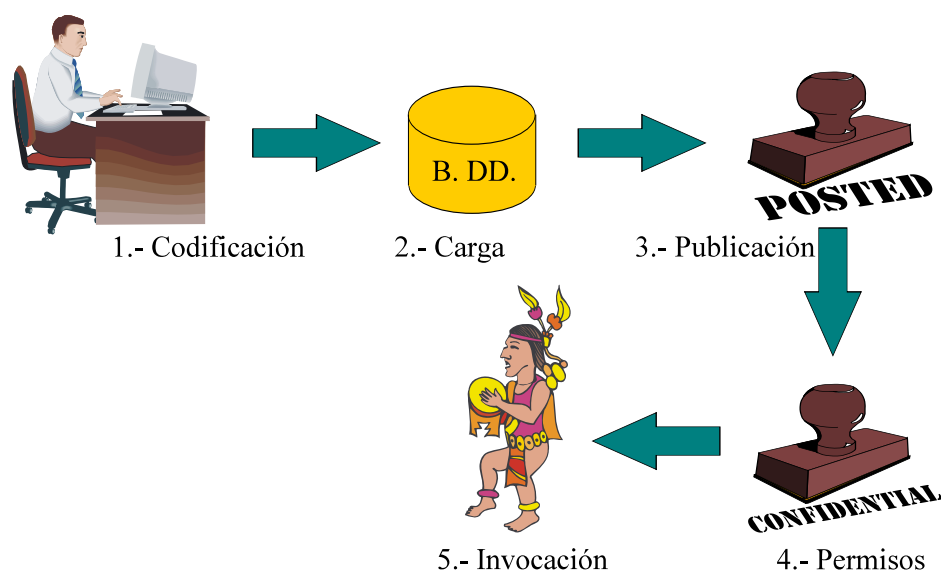 B. DD.
POSTED
1.- Codificación
2.- Carga
3.- Publicación
CONFIDENTIAL
5.- Invocación
4.- Permisos